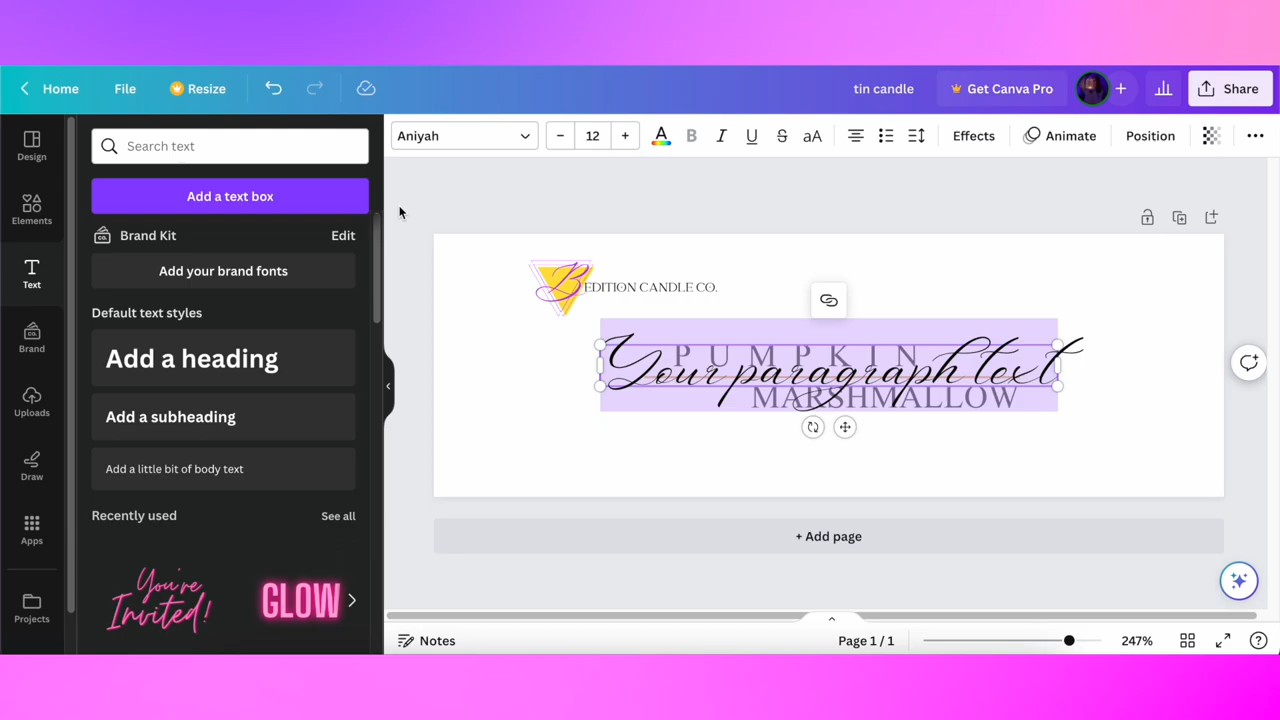 Home File Resize tin candle Get Canva Pro + Share
Design
Elements
Text
Brand
Uploads
Draw
Apps
Projects
Search text
Add a text box
Brand Kit Edit
Add your brand fonts
Default text styles
Add a heading
Add a subheading
Add a little bit of body text
Recently used See all
You're Invited!
GLOW
Aniyah – 12 + A B I U S aA Effects Animate Position
B EDITION CANDLE CO.
PUMPKIN
Your paragraph text
MARSHMALLOW
+ Add page
Notes Page 1 / 1 247%